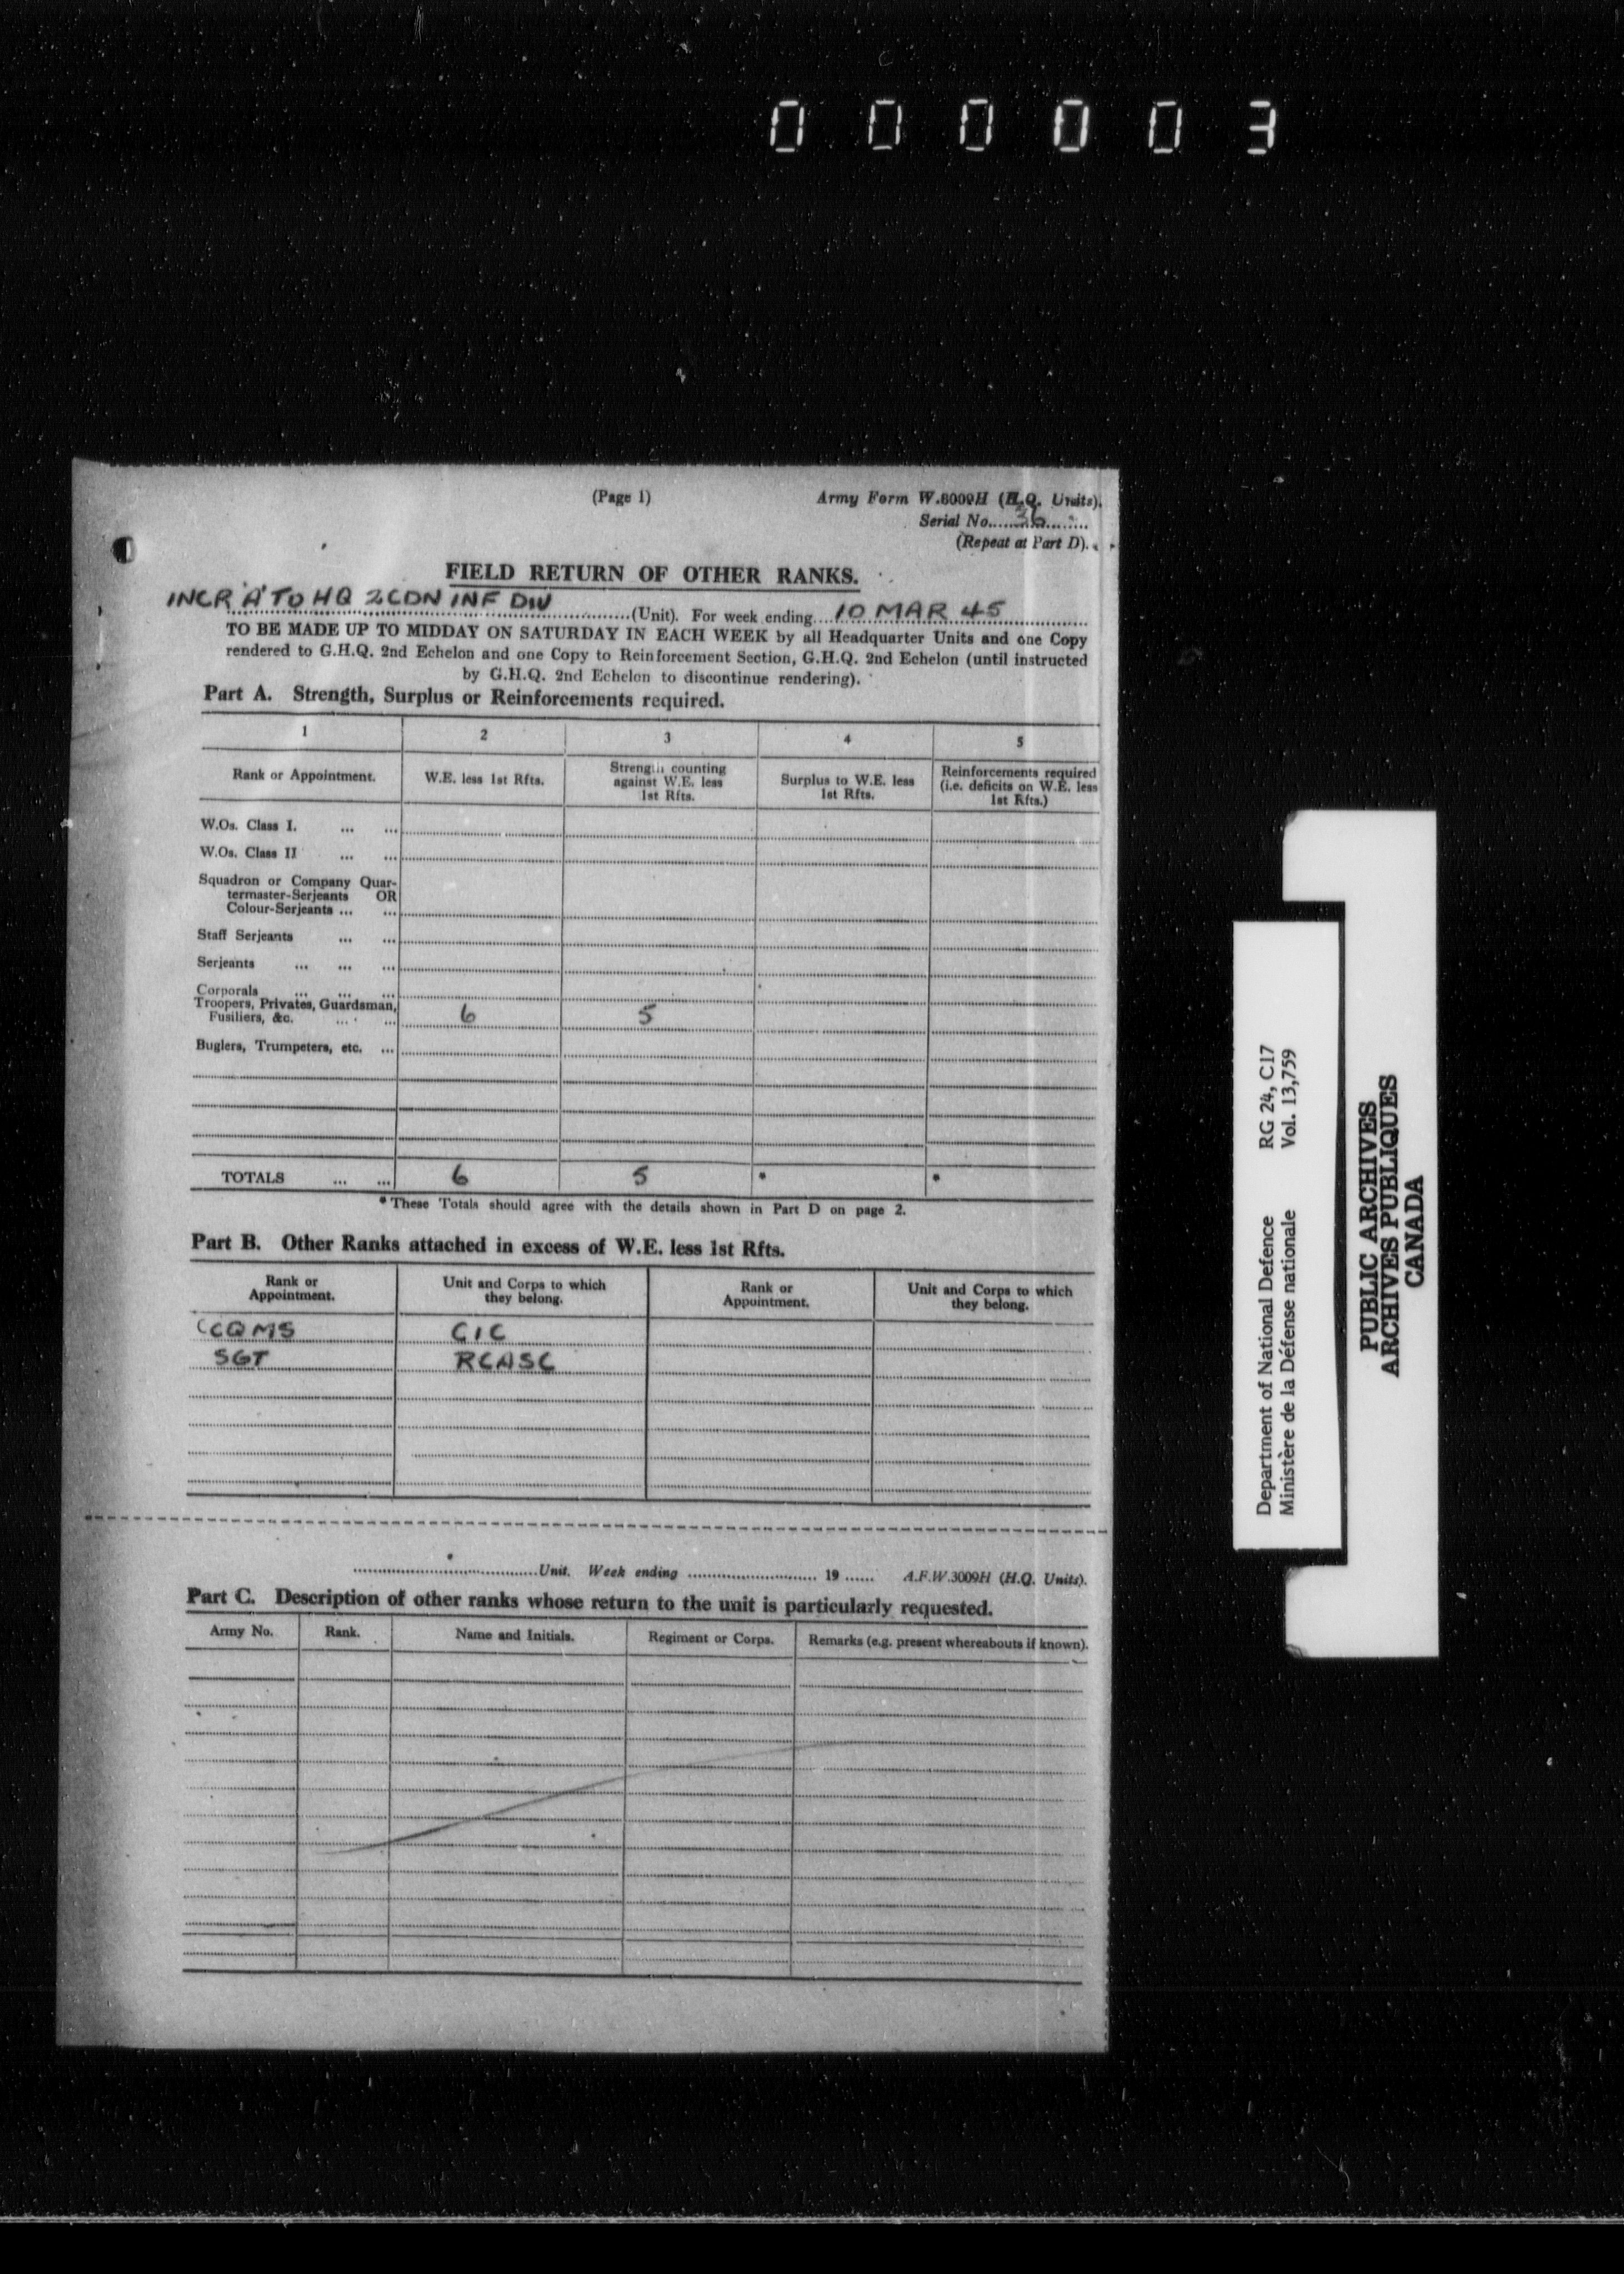 000003
(Page 1)
Army Form W.3009H (H.Q. Units).
Serial No.
(Repeat at Part D).
FIELD RETURN OF OTHER RANKS.
INCR 'A' TO HQ 2 CDN INF DIV (Unit). For week ending 10 MAR 45
TO BE MADE UP TO MIDDAY ON SATURDAY IN EACH WEEK by all Headquarter Units and one Copy
rendered to G.H.Q. 2nd Echelon and one Copy to Reinforcement Section, G.H.Q. 2nd Echelon (until instructed
by G.H.Q. 2nd Echelon to discontinue rendering).
Part A. Strength, Surplus or Reinforcements required.
1 2 3 4 5
Rank or Appointment.
W.E. less 1st Rfts.
Strength counting
against W.E. less
1st Rfts.
Surplus to W.E. less
1st Rfts.
Reinforcements required
(i.e. deficits on W.E. less
1st Rfts.)
W.Os. Class I. ... ...
W.Os. Class II ... ...
Squadron or Company Quar-
termaster-Serjeants OR
Colour-Serjeants ... ...
Staff Serjeants ... ...
Serjeants ... ... ...
Corporals ... ... ...
Troopers, Privates, Guardsman,
Fusiliers, &c. ... ... 6 5
Buglers, Trumpeters, etc. ...
TOTALS ... ... 6 5 * *
* These Totals should agree with the details shown in Part D on page 2.
Part B. Other Ranks attached in excess of W.E. less 1st Rfts.
Rank or
Appointment.
Unit and Corps to which
they belong.
Rank or
Appointment.
Unit and Corps to which
they belong.
CQMS CIC
SGT RCASC
Unit. Week ending 19 A.F.W.3009H (H.Q. Units).
Part C. Description of other ranks whose return to the unit is particularly requested.
Army No. Rank. Name and Initials. Regiment or Corps. Remarks (e.g. present whereabouts if known).
Department of National Defence RG 24, C17
Ministère de la Défense nationale Vol. 13,759
PUBLIC ARCHIVES
ARCHIVES PUBLIQUES
CANADA